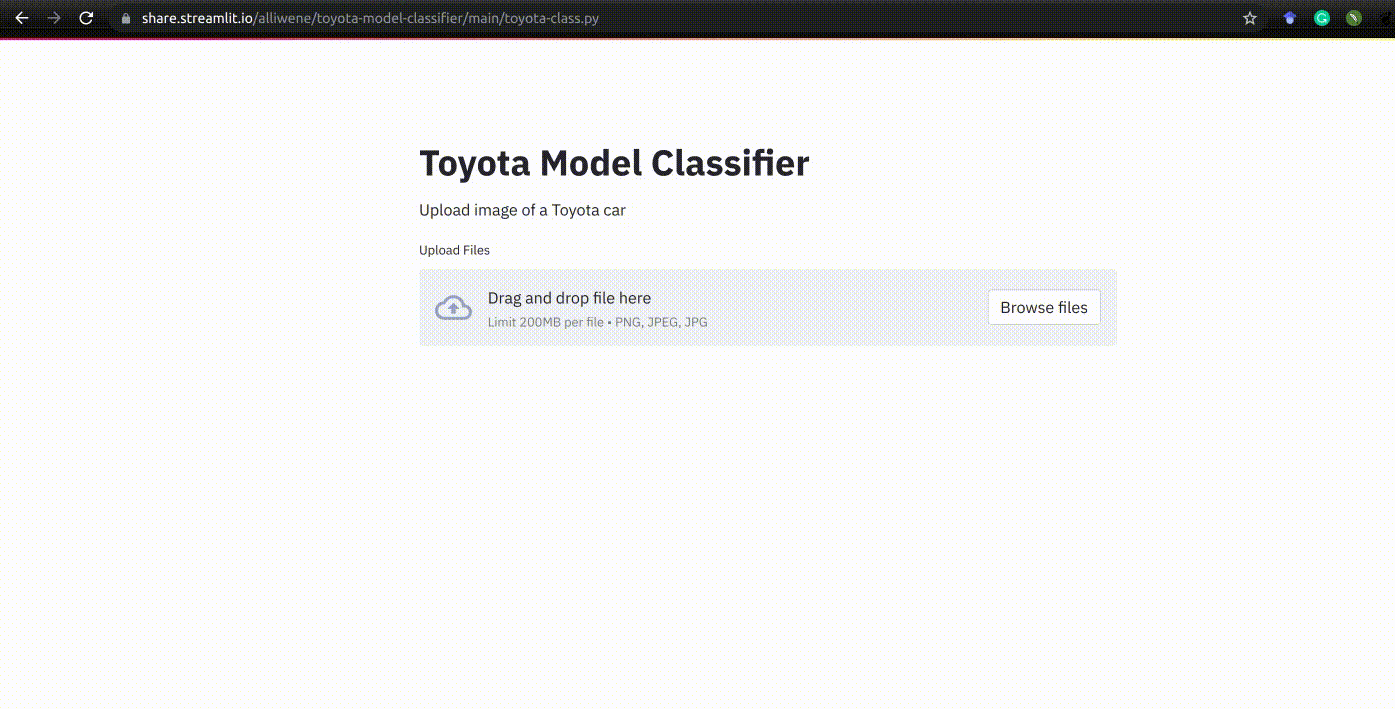 share.streamlit.io/alliwene/toyota-model-classifier/main/toyota-class.py
Toyota Model Classifier
Upload image of a Toyota car
Upload Files
Drag and drop file here
Limit 200MB per file • PNG, JPEG, JPG
Browse files